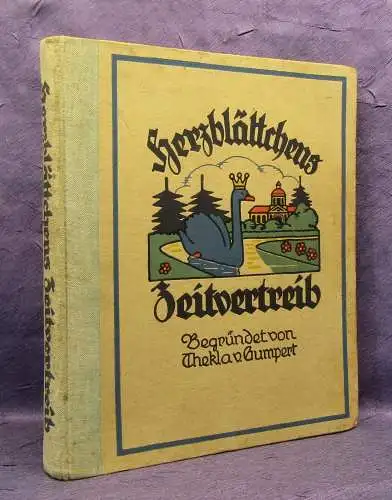 Herzblättchens Zeitvertreib
Herzblättchens
Zeitvertreib
Begründet von
Thekla v. Gumpert